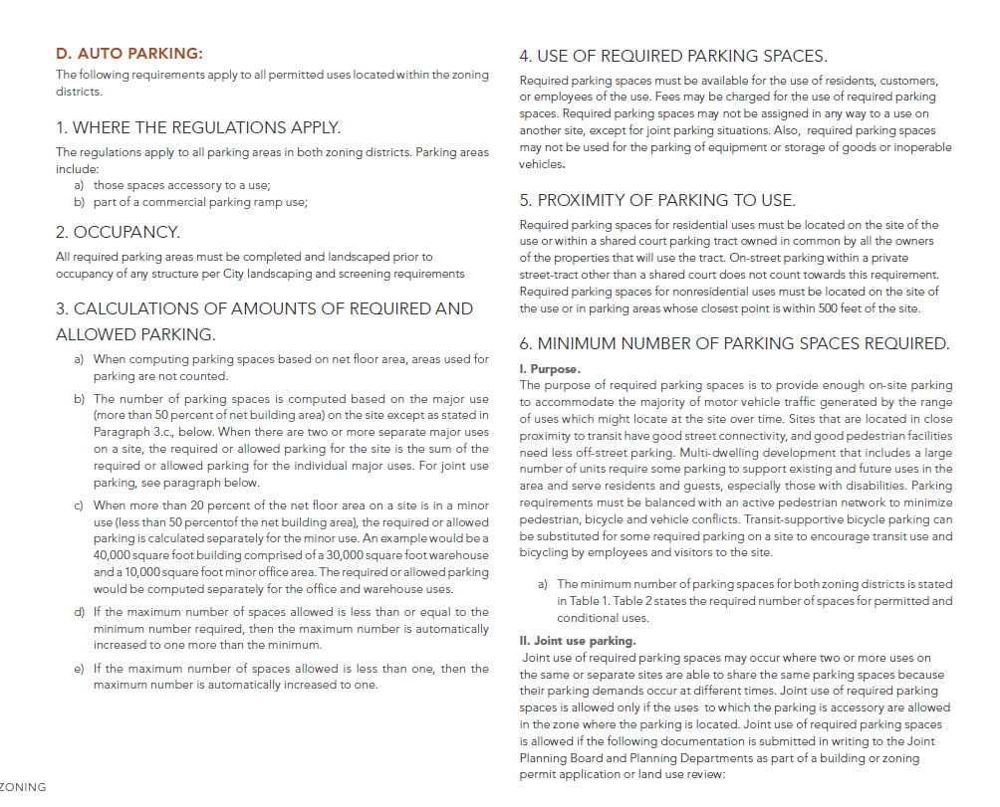 D. AUTO PARKING:
The following requirements apply to all permitted uses located within the zoning
districts.
1. WHERE THE REGULATIONS APPLY.
The regulations apply to all parking areas in both zoning districts. Parking areas
include:
a) those spaces accessory to a use;
b) part of a commercial parking ramp use;
2. OCCUPANCY.
All required parking areas must be completed and landscaped prior to
occupancy of any structure per City landscaping and screening requirements
3. CALCULATIONS OF AMOUNTS OF REQUIRED AND
ALLOWED PARKING.
a) When computing parking spaces based on net floor area, areas used for
parking are not counted.
b) The number of parking spaces is computed based on the major use
(more than 50 percent of net building area) on the site except as stated in
Paragraph 3.c., below. When there are two or more separate major uses
on a site, the required or allowed parking for the site is the sum of the
required or allowed parking for the individual major uses. For joint use
parking, see paragraph below.
c) When more than 20 percent of the net floor area on a site is in a minor
use (less than 50 percentof the net building area), the required or allowed
parking is calculated separately for the minor use. An example would be a
40,000 square foot building comprised of a 30,000 square foot warehouse
and a 10,000 square foot minor office area. The required or allowed parking
would be computed separately for the office and warehouse uses.
d) If the maximum number of spaces allowed is less than or equal to the
minimum number required, then the maximum number is automatically
increased to one more than the minimum.
e) If the maximum number of spaces allowed is less than one, then the
maximum number is automatically increased to one.
4. USE OF REQUIRED PARKING SPACES.
Required parking spaces must be available for the use of residents, customers,
or employees of the use. Fees may be charged for the use of required parking
spaces. Required parking spaces may not be assigned in any way to a use on
another site, except for joint parking situations. Also, required parking spaces
may not be used for the parking of equipment or storage of goods or inoperable
vehicles.
5. PROXIMITY OF PARKING TO USE.
Required parking spaces for residential uses must be located on the site of the
use or within a shared court parking tract owned in common by all the owners
of the properties that will use the tract. On-street parking within a private
street-tract other than a shared court does not count towards this requirement.
Required parking spaces for nonresidential uses must be located on the site of
the use or in parking areas whose closest point is within 500 feet of the site.
6. MINIMUM NUMBER OF PARKING SPACES REQUIRED.
I. Purpose.
The purpose of required parking spaces is to provide enough on-site parking
to accommodate the majority of motor vehicle traffic generated by the range
of uses which might locate at the site over time. Sites that are located in close
proximity to transit have good street connectivity, and good pedestrian facilities
need less off-street parking. Multi-dwelling development that includes a large
number of units require some parking to support existing and future uses in the
area and serve residents and guests, especially those with disabilities. Parking
requirements must be balanced with an active pedestrian network to minimize
pedestrian, bicycle and vehicle conflicts. Transit-supportive bicycle parking can
be substituted for some required parking on a site to encourage transit use and
bicycling by employees and visitors to the site.
a) The minimum number of parking spaces for both zoning districts is stated
in Table 1. Table 2 states the required number of spaces for permitted and
conditional uses.
II. Joint use parking.
Joint use of required parking spaces may occur where two or more uses on
the same or separate sites are able to share the same parking spaces because
their parking demands occur at different times. Joint use of required parking
spaces is allowed only if the uses to which the parking is accessory are allowed
in the zone where the parking is located. Joint use of required parking spaces
is allowed if the following documentation is submitted in writing to the Joint
Planning Board and Planning Departments as part of a building or zoning
permit application or land use review:
ZONING